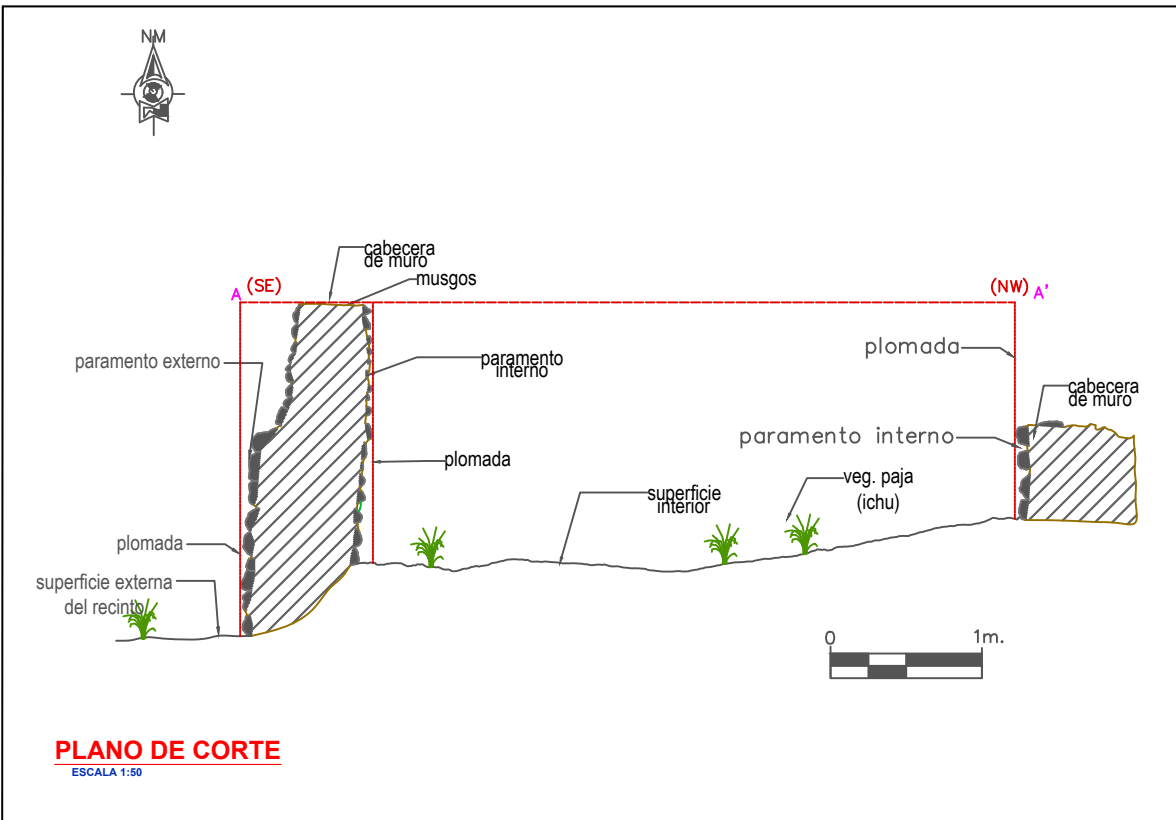 NM
cabecera
de muro
musgos
A (SE)
(NW) A'
paramento externo
paramento
interno
plomada
cabecera
de muro
paramento interno
plomada
veg. paja
(ichu)
superficie
interior
plomada
superficie externa
del recinto
0 1m.
PLANO DE CORTE
ESCALA 1:50